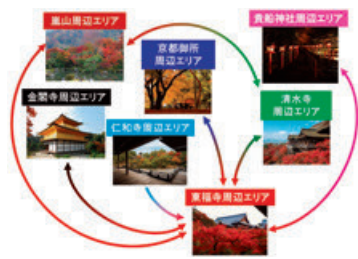 嵐山周辺エリア
貴船神社周辺エリア
京都御所
周辺エリア
金閣寺周辺エリア
清水寺
周辺エリア
仁和寺周辺エリア
東福寺周辺エリア